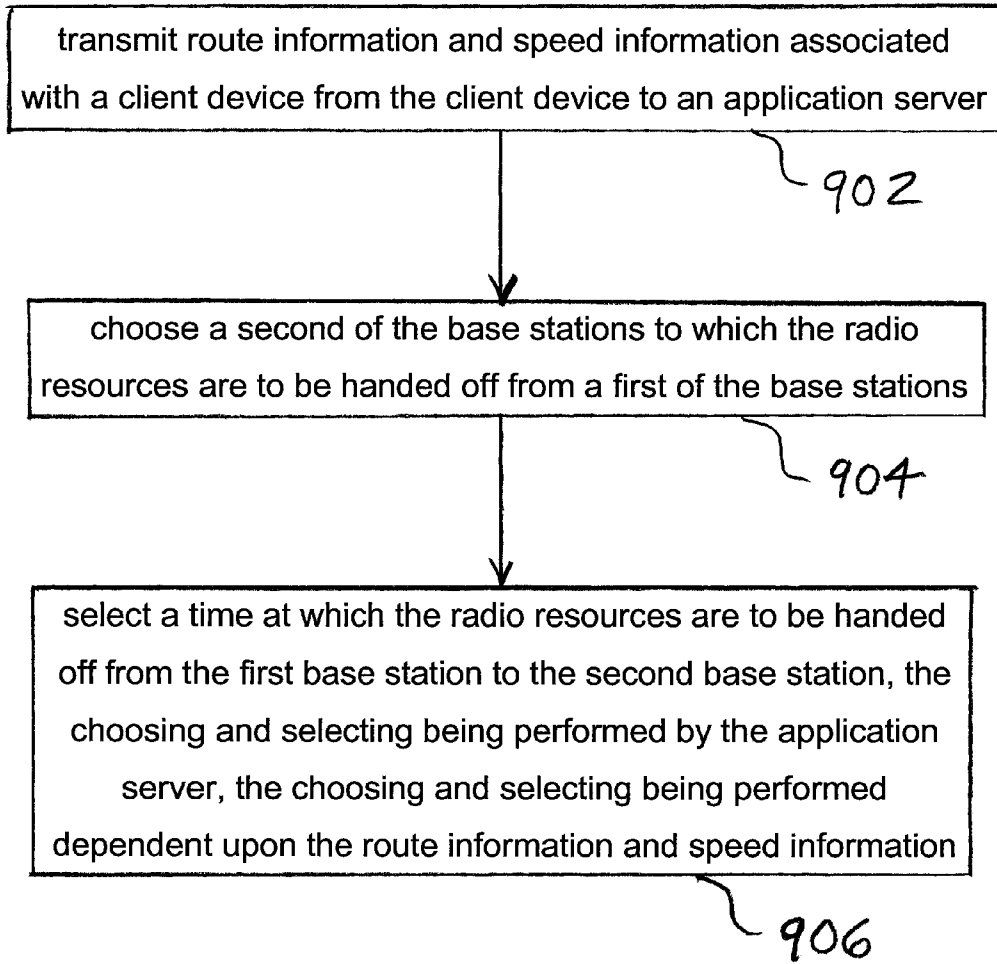 transmit route information and speed information associated
with a client device from the client device to an application server
902
choose a second of the base stations to which the radio
resources are to be handed off from a first of the base stations
904
select a time at which the radio resources are to be handed
off from the first base station to the second base station, the
choosing and selecting being performed by the application
server, the choosing and selecting being performed
dependent upon the route information and speed information
906